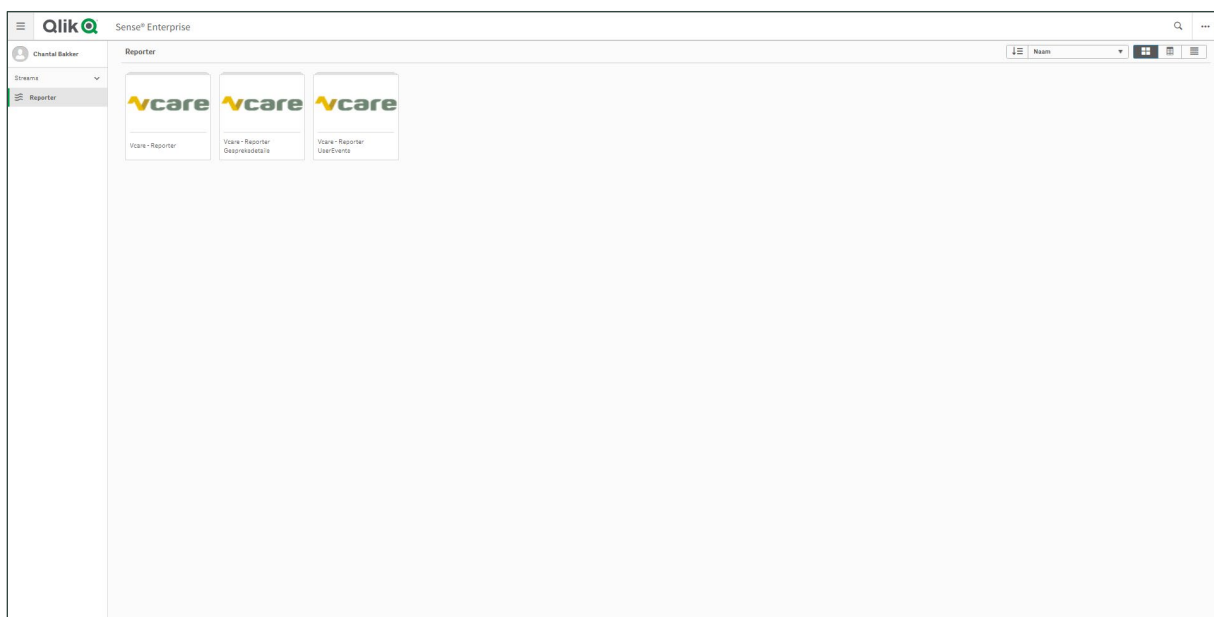 Qlik Sense® Enterprise
Chantal Bakker
Reporter
Naam
Streams
Reporter
vcare
vcare
vcare
Vcare - Reporter
Vcare - Reporter
Gespreksdetails
Vcare - Reporter
UserEvents